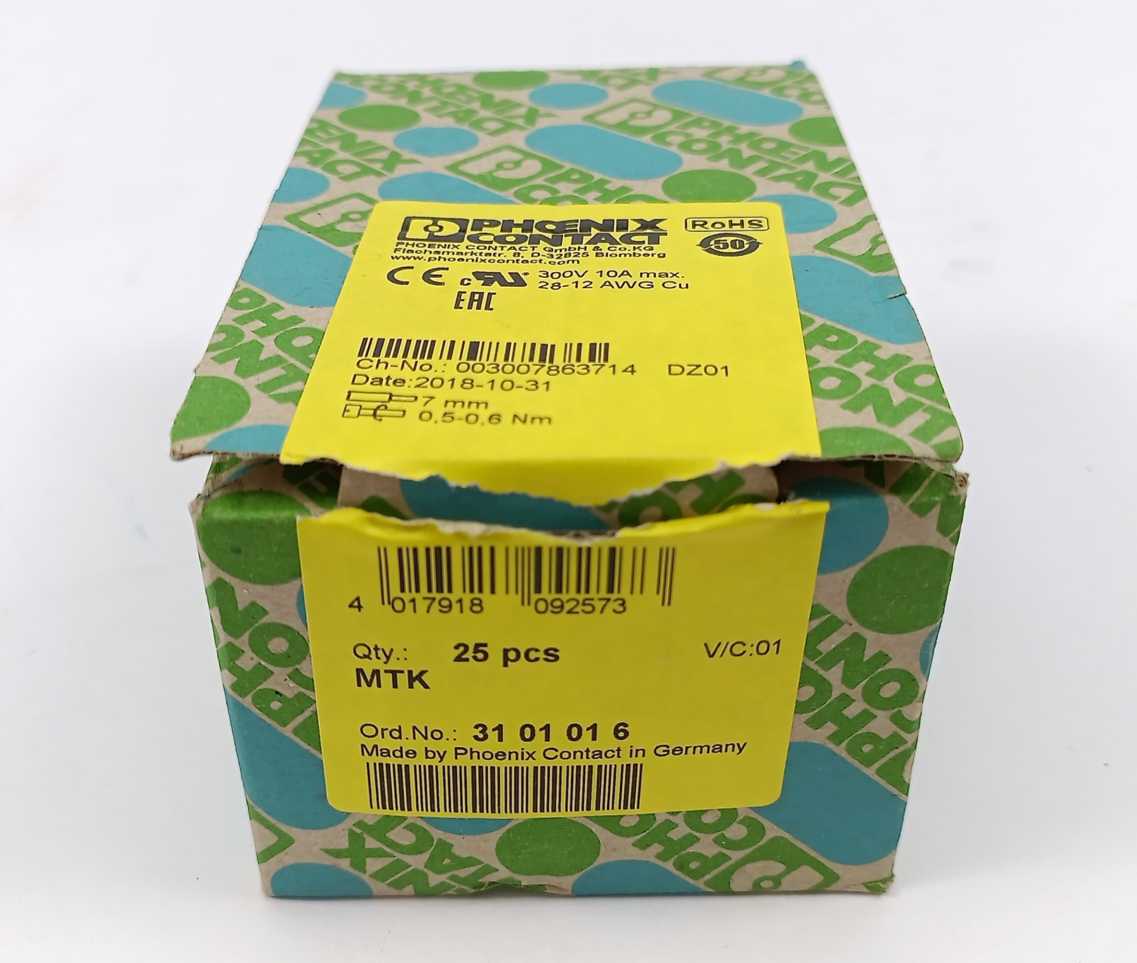 PHOENIX
CONTACT
RoHS
50
PHOENIX CONTACT GmbH & Co.KG
Flachsmarktstr. 8, D-32825 Blomberg
www.phoenixcontact.com
CE c UR 300V 10A max.
28-12 AWG Cu
EAC
Ch-No.: 003007863714 DZ01
Date:2018-10-31
7 mm
0,5-0,6 Nm
4 017918 092573
Qty.: 25 pcs V/C:01
MTK
Ord.No.: 31 01 01 6
Made by Phoenix Contact in Germany